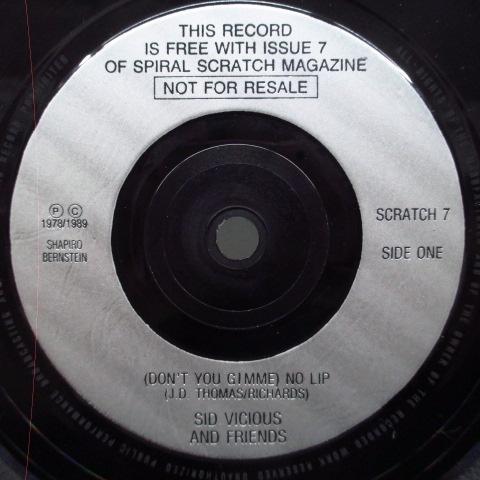 THIS RECORD
IS FREE WITH ISSUE 7
OF SPIRAL SCRATCH MAGAZINE
NOT FOR RESALE
Ⓟ Ⓒ
1978/1989
SHAPIRO
BERNSTEIN
SCRATCH 7
SIDE ONE
(DON'T YOU GIMME) NO LIP
(J.D. THOMAS/RICHARDS)
SID VICIOUS
AND FRIENDS